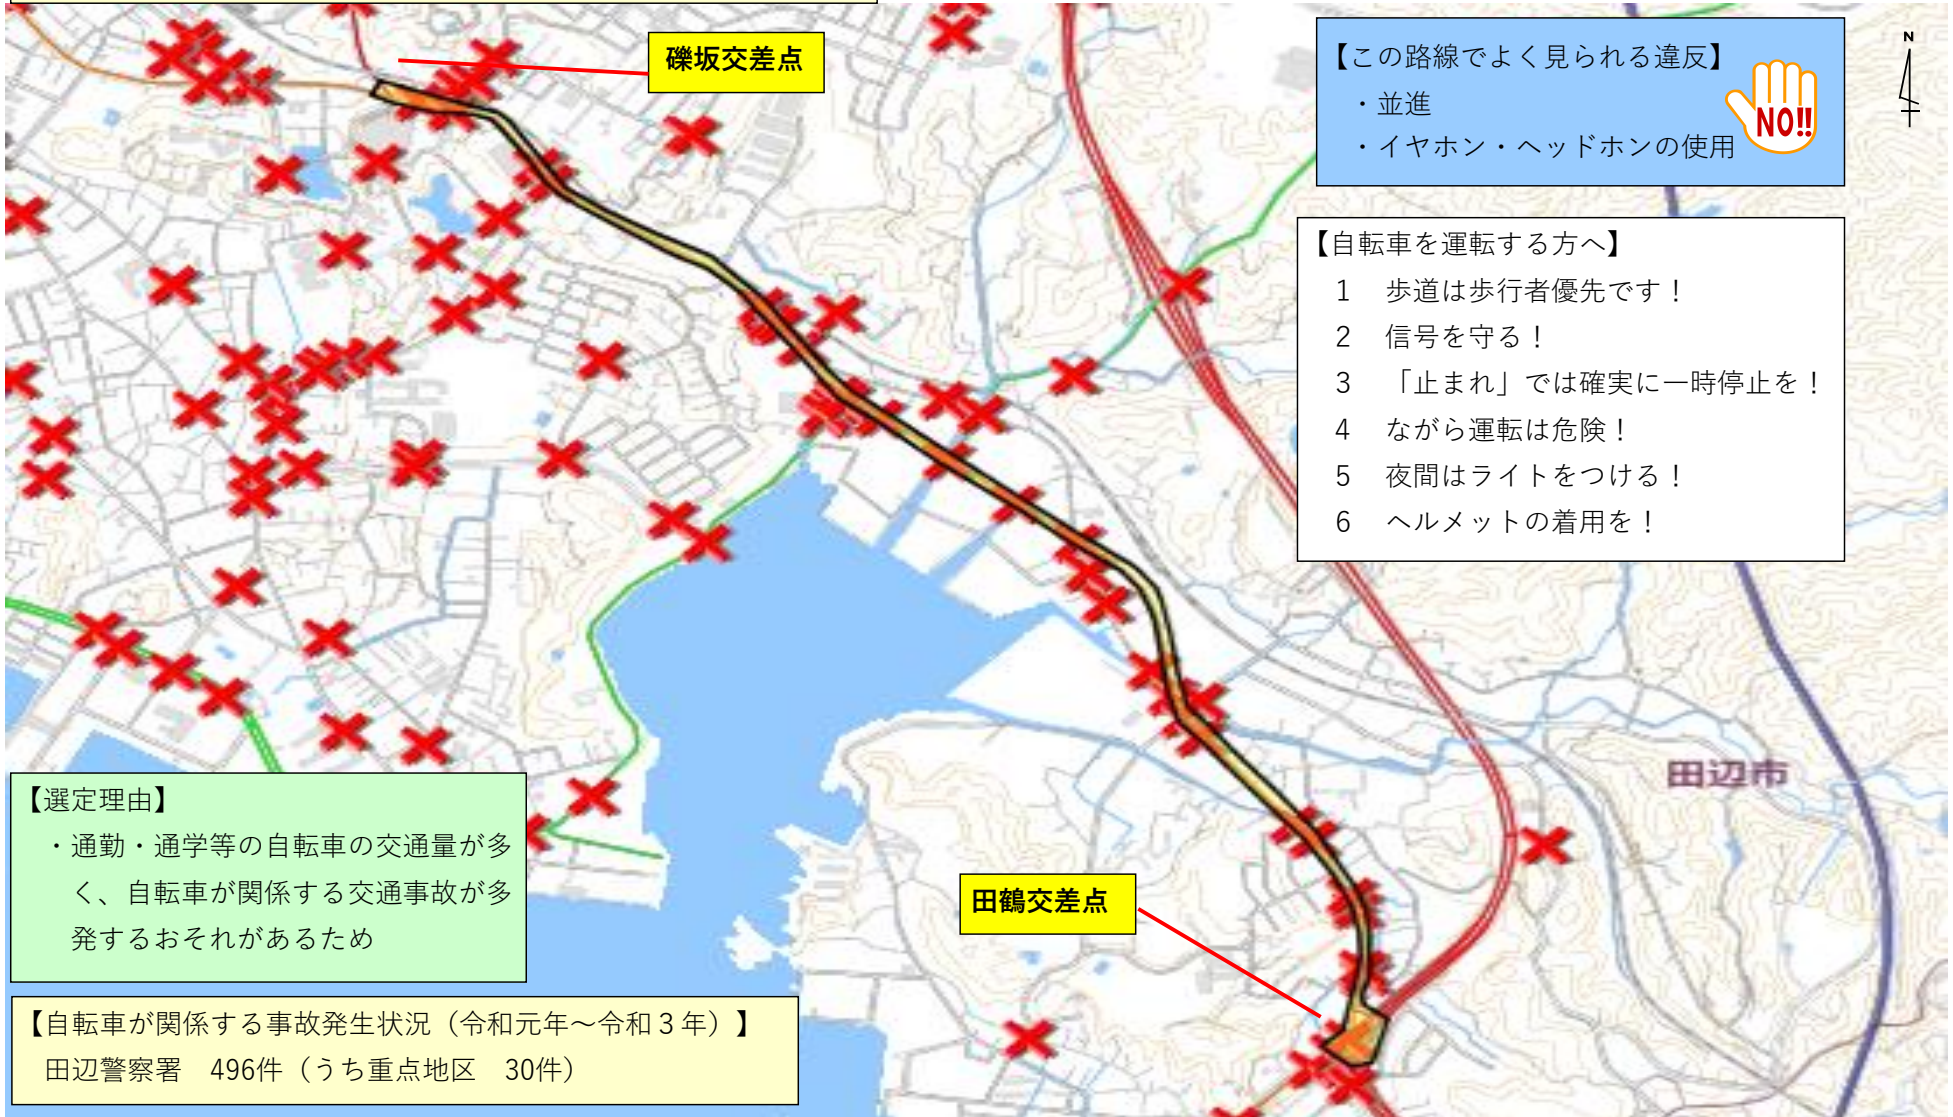 礫坂交差点
【この路線でよく見られる違反】
・並進
・イヤホン・ヘッドホンの使用
NO!!
N
【自転車を運転する方へ】
1 歩道は歩行者優先です！
2 信号を守る！
3 「止まれ」では確実に一時停止を！
4 ながら運転は危険！
5 夜間はライトをつける！
6 ヘルメットの着用を！
田辺市
【選定理由】
・通勤・通学等の自転車の交通量が多
く、自転車が関係する交通事故が多
発するおそれがあるため
田鶴交差点
【自転車が関係する事故発生状況（令和元年～令和３年）】
田辺警察署 496件（うち重点地区 30件）